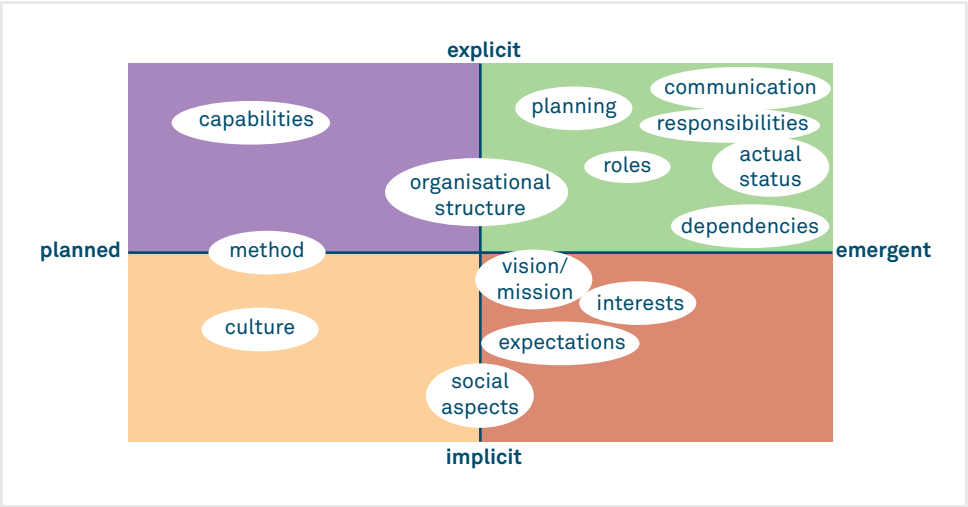 explicit
communication
capabilities
planning
responsibilities
actual
status
roles
organisational
structure
dependencies
planned
method
emergent
vision/
mission
interests
culture
expectations
social
aspects
implicit